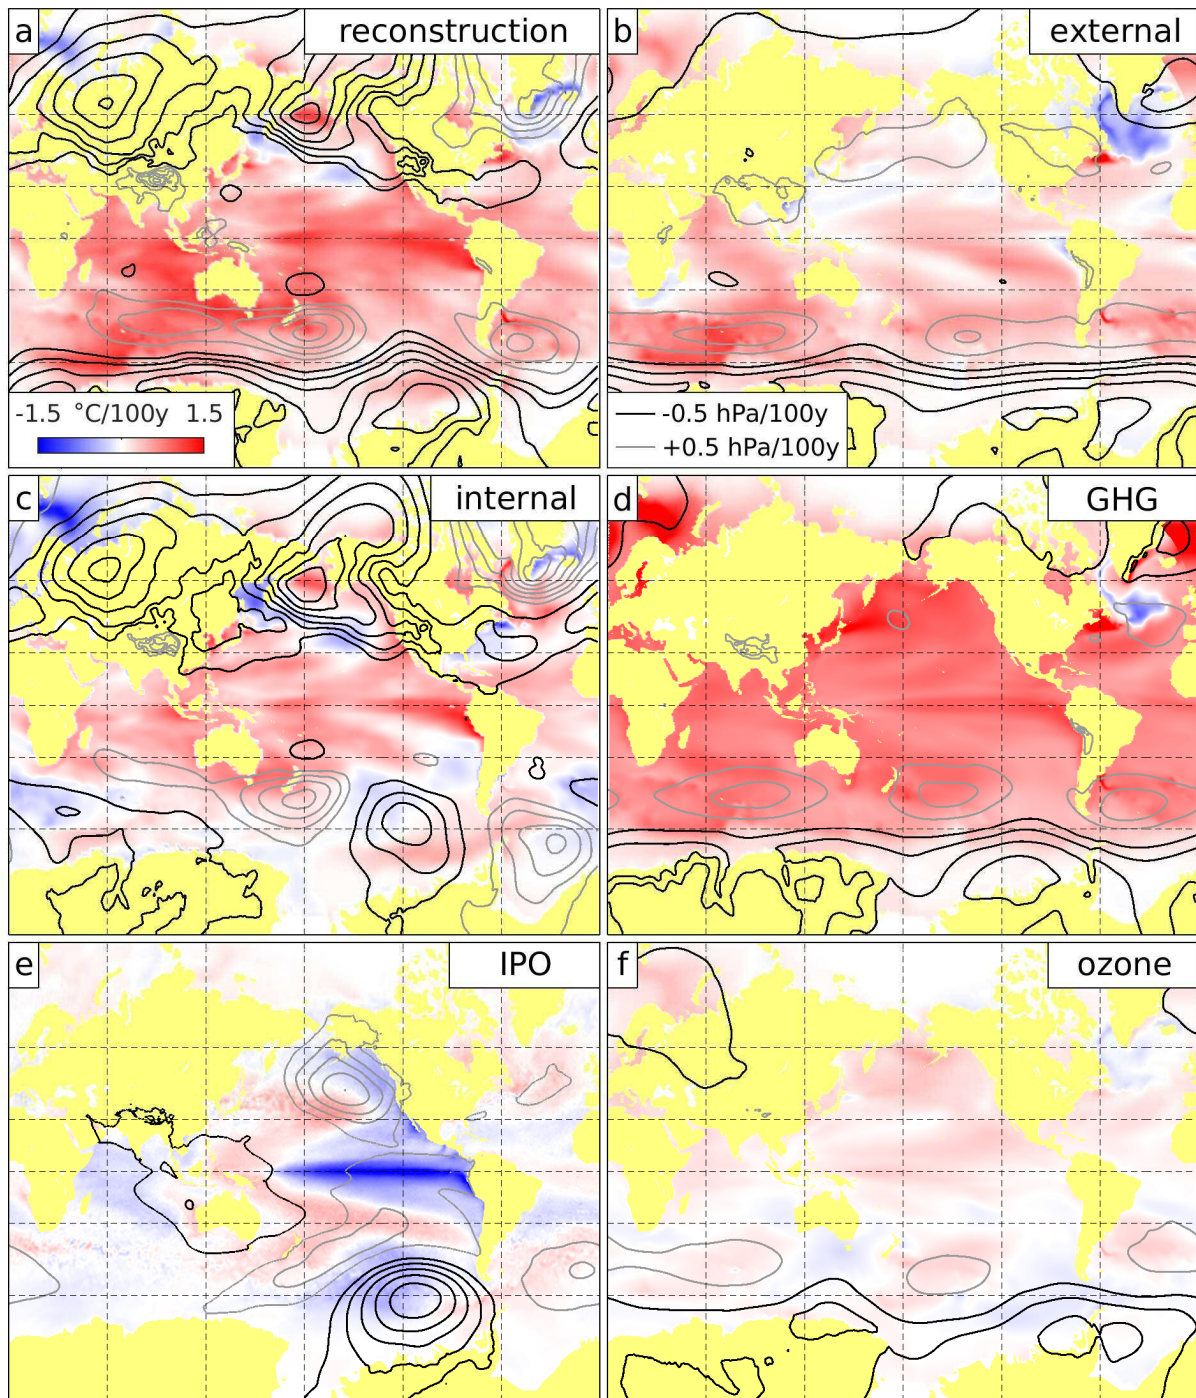 a reconstruction
b external
-1.5 °C/100y 1.5
-0.5 hPa/100y
+0.5 hPa/100y
c internal
d GHG
e IPO
f ozone